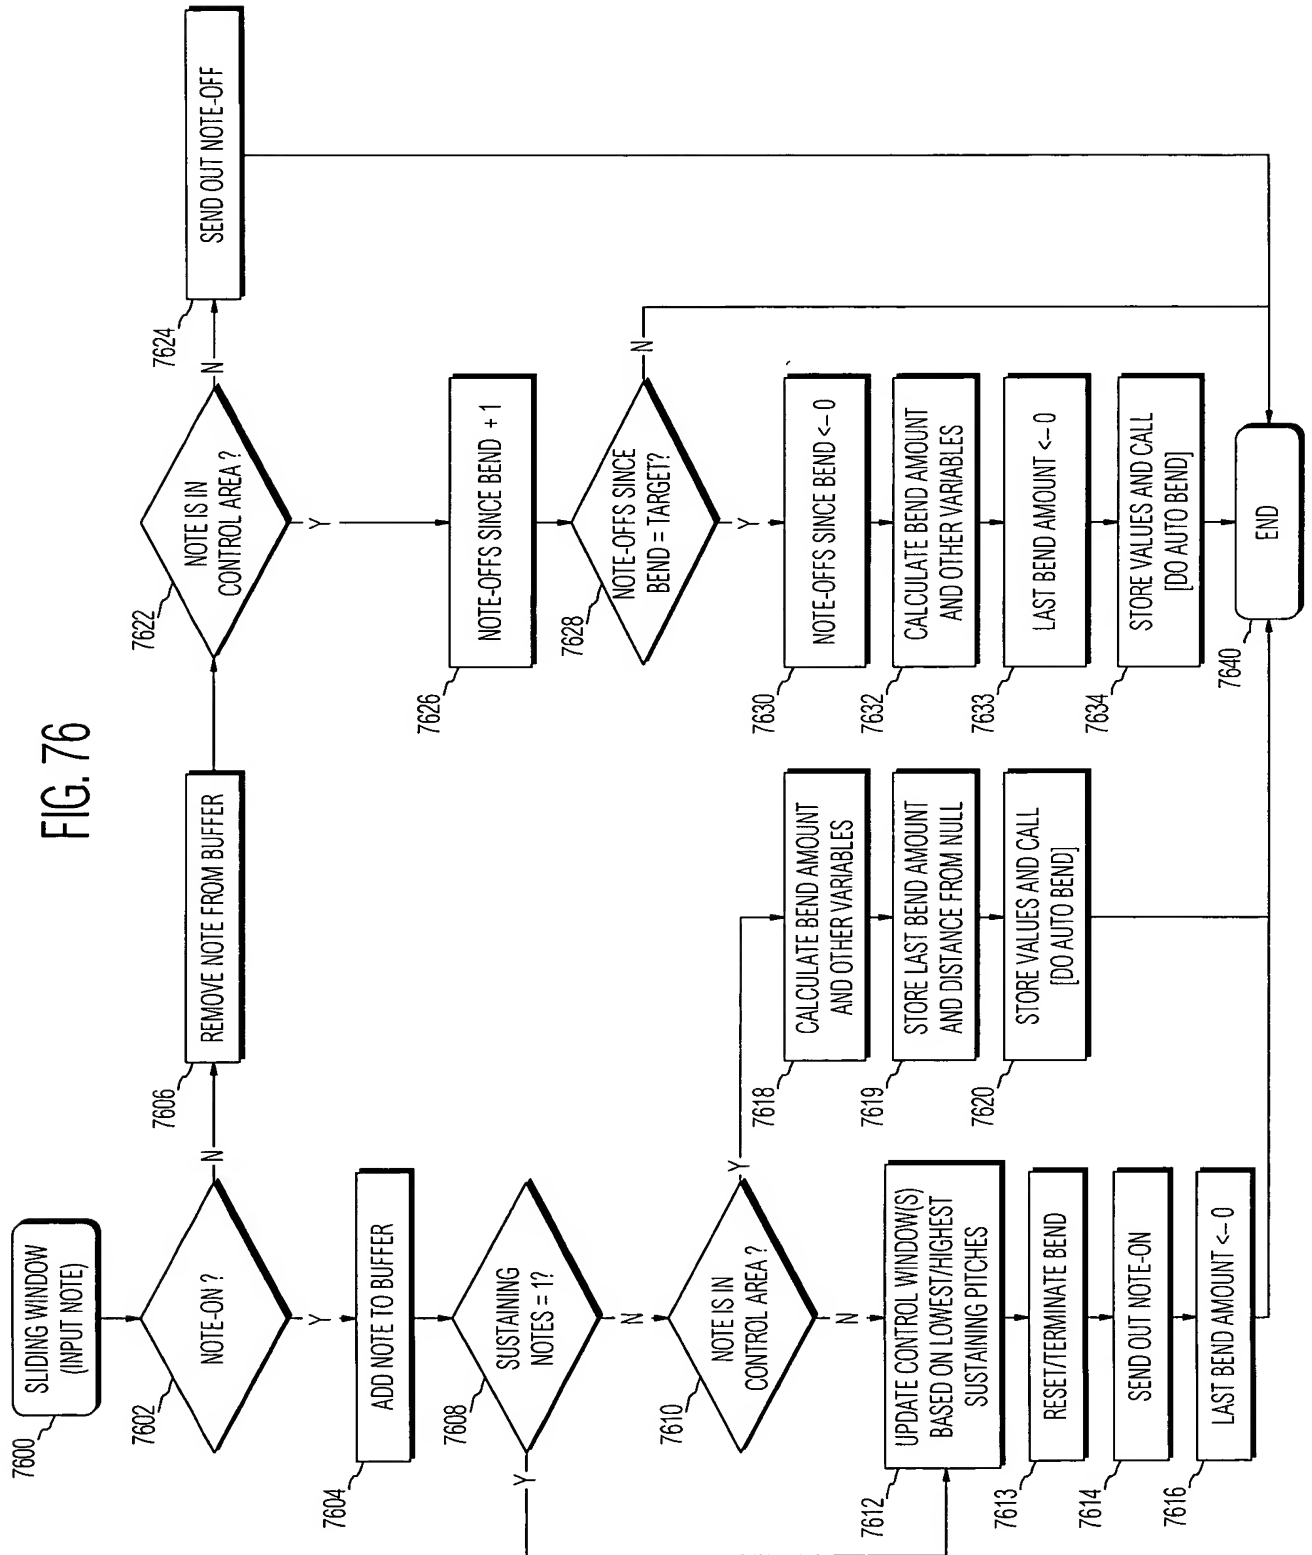 FIG. 76
7600
SLIDING WINDOW
(INPUT NOTE)
7602
NOTE-ON ?
N
Y
7604
ADD NOTE TO BUFFER
7606
REMOVE NOTE FROM BUFFER
7608
SUSTAINING
NOTES = 1?
Y
N
7610
NOTE IS IN
CONTROL AREA ?
Y
N
7612
UPDATE CONTROL WINDOW(S)
BASED ON LOWEST/HIGHEST
SUSTAINING PITCHES
7613
RESET/TERMINATE BEND
7614
SEND OUT NOTE-ON
7616
LAST BEND AMOUNT <-- 0
7618
CALCULATE BEND AMOUNT
AND OTHER VARIABLES
7619
STORE LAST BEND AMOUNT
AND DISTANCE FROM NULL
7620
STORE VALUES AND CALL
[DO AUTO BEND]
7622
NOTE IS IN
CONTROL AREA ?
N
Y
7624
SEND OUT NOTE-OFF
7626
NOTE-OFFS SINCE BEND + 1
7628
NOTE-OFFS SINCE
BEND = TARGET?
N
Y
7630
NOTE-OFFS SINCE BEND <-- 0
7632
CALCULATE BEND AMOUNT
AND OTHER VARIABLES
7633
LAST BEND AMOUNT <-- 0
7634
STORE VALUES AND CALL
[DO AUTO BEND]
7640
END